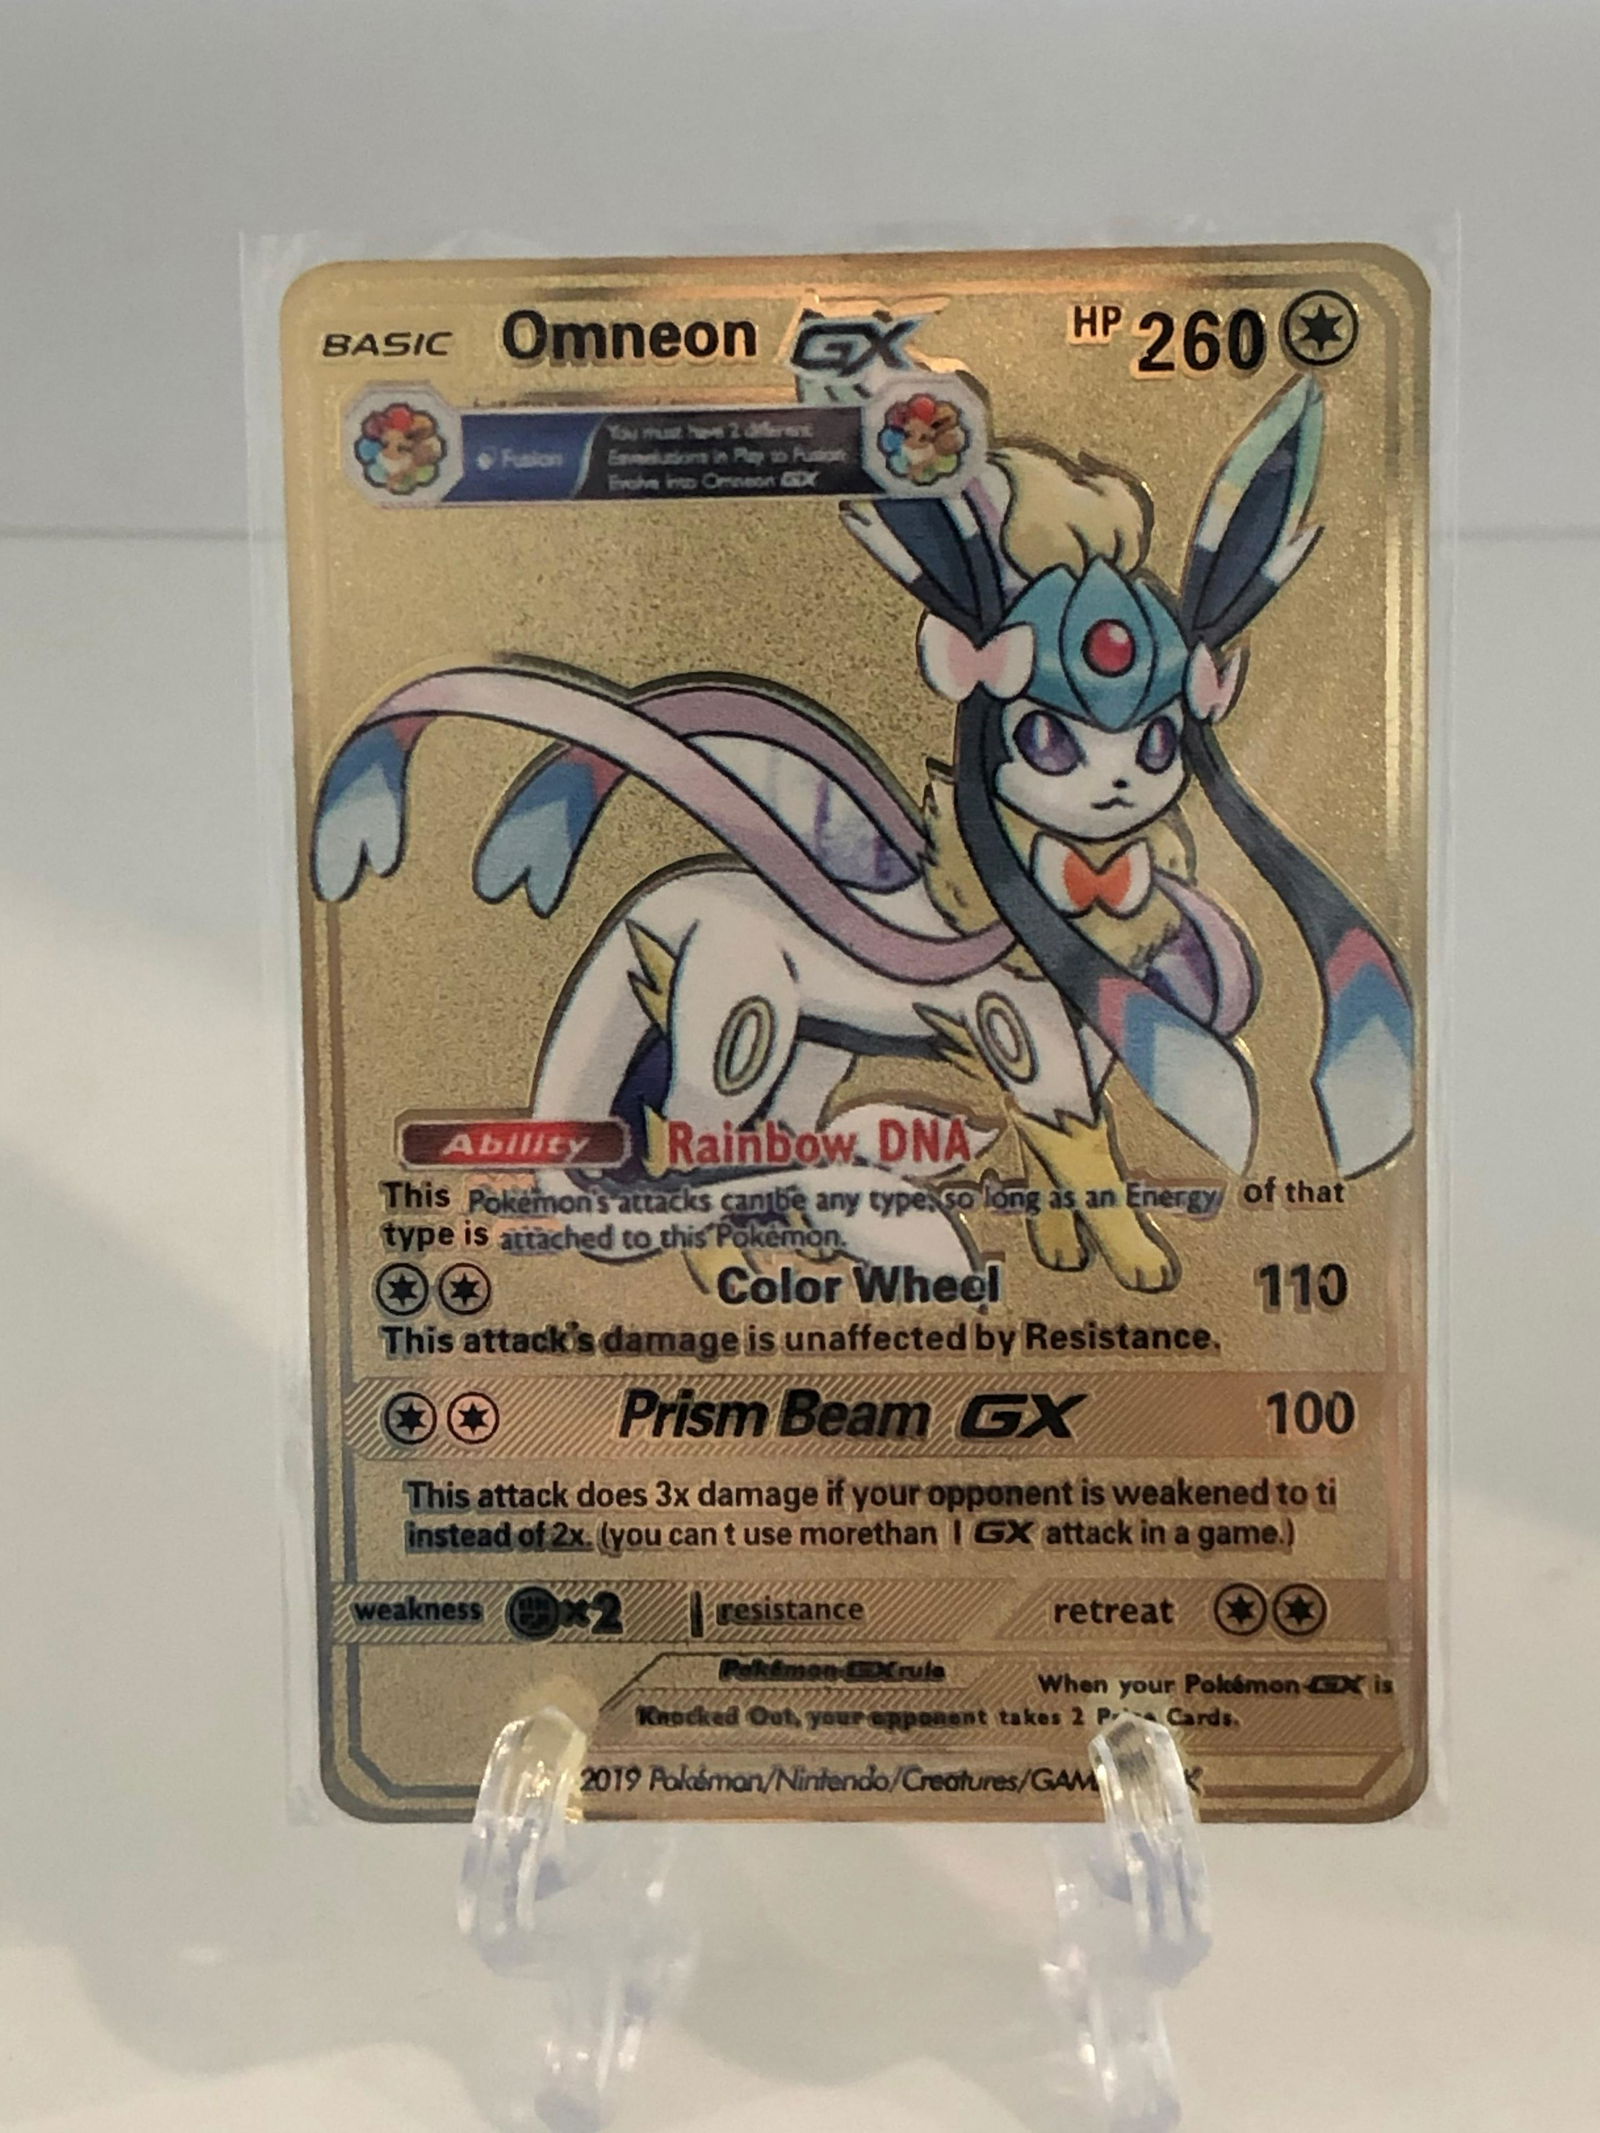 BASIC Omneon GX HP 260
Fusion
You must have 2 different
Eeveelutions in Play to Fusion
Evolve into Omneon GX
Ability Rainbow DNA
This Pokémon's attacks can be any type, so long as an Energy of that
type is attached to this Pokémon.
Color Wheel 110
This attack's damage is unaffected by Resistance.
Prism Beam GX 100
This attack does 3x damage if your opponent is weakened to ti
instead of 2x. (you can t use morethan 1 GX attack in a game.)
weakness x2 resistance retreat
Pokémon-GX rule When your Pokémon-GX is
Knocked Out, your opponent takes 2 Prize Cards.
2019 Pokémon/Nintendo/Creatures/GAM